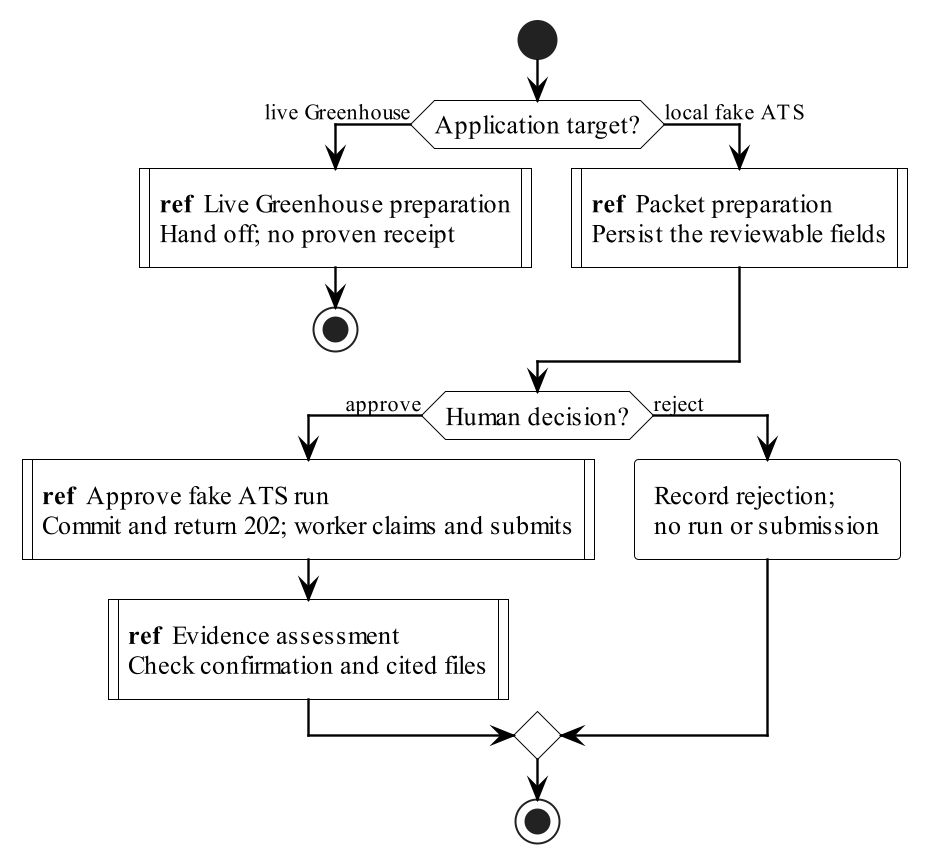 live Greenhouse
Application target?
local fake ATS
ref Live Greenhouse preparation
Hand off; no proven receipt
ref Packet preparation
Persist the reviewable fields
approve
Human decision?
reject
ref Approve fake ATS run
Commit and return 202; worker claims and submits
Record rejection;
no run or submission
ref Evidence assessment
Check confirmation and cited files